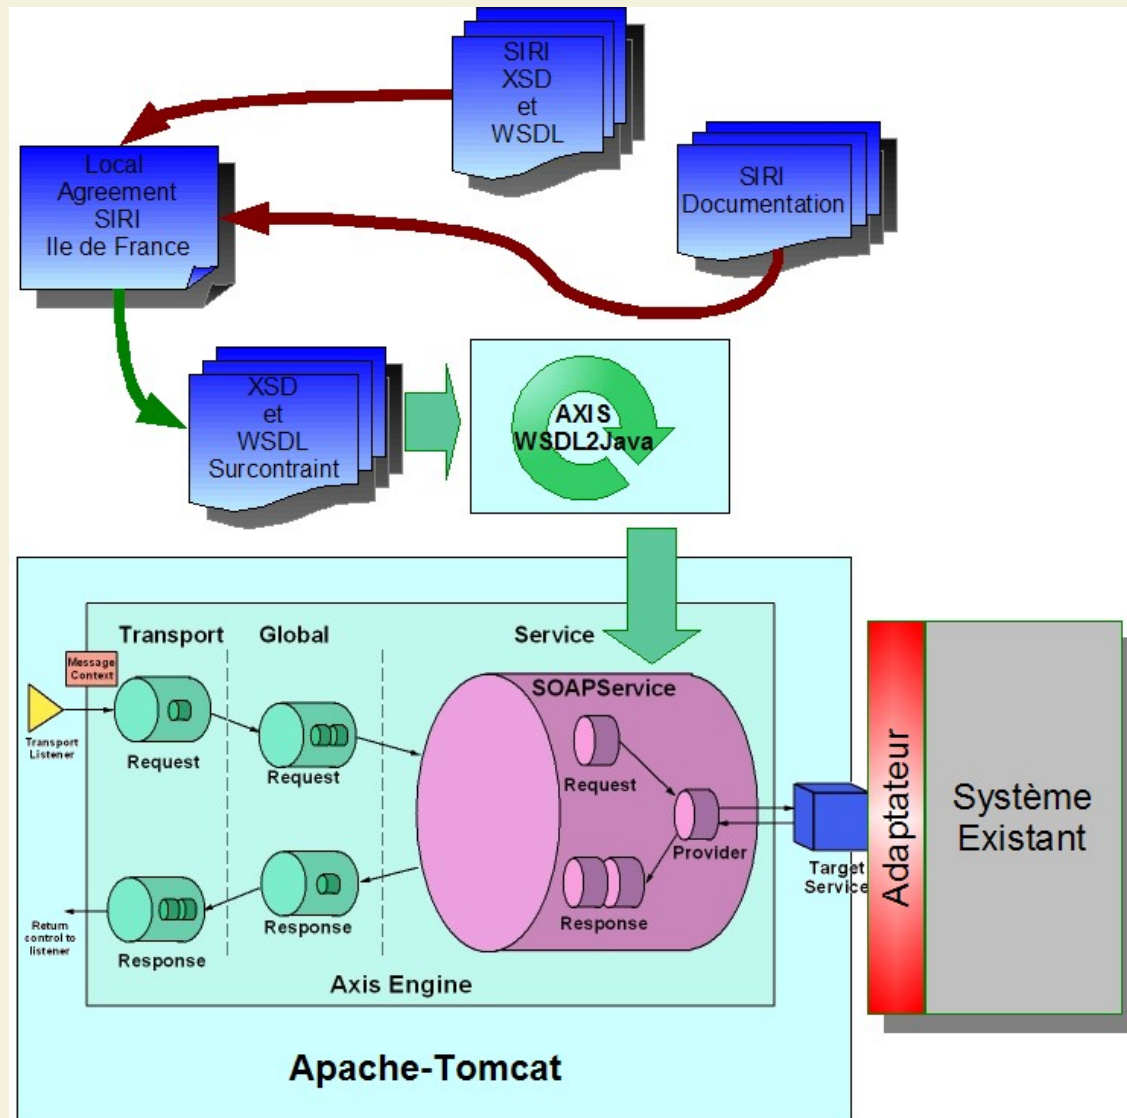 SIRI
XSD
et
WSDL
Local
Agreement
SIRI
Ile de France
SIRI
Documentation
XSD
et
WSDL
Surcontraint
AXIS
WSDL2Java
Transport
Global
Service
Message
Context
SOAPService
Transport
Listener
Request
Request
Request
Provider
Target
Service
Response
Response
Response
Return
control to
listener
Axis Engine
Apache-Tomcat
Adaptateur
Système
Existant